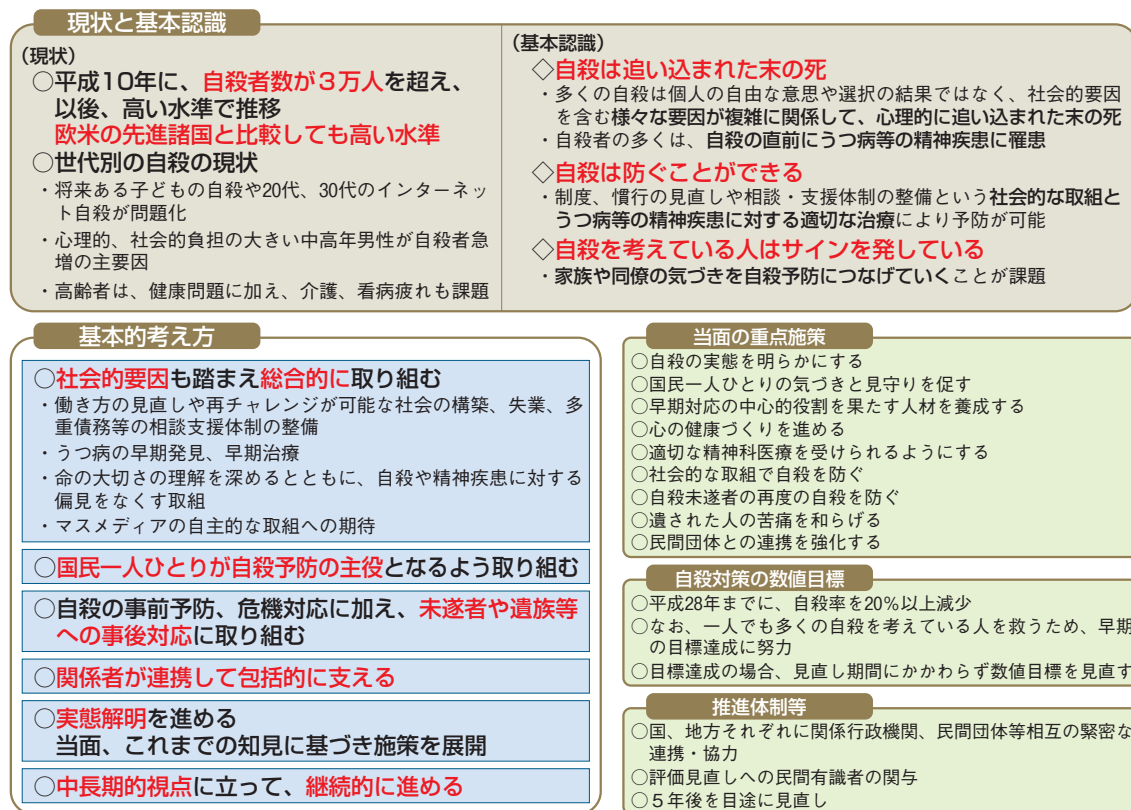 現状と基本認識
(現状)
○平成10年に、自殺者数が3万人を超え、
以後、高い水準で推移
欧米の先進諸国と比較しても高い水準
○世代別の自殺の現状
・将来ある子どもの自殺や20代、30代のインターネッ
ト自殺が問題化
・心理的、社会的負担の大きい中高年男性が自殺者急
増の主要因
・高齢者は、健康問題に加え、介護、看病疲れも課題
(基本認識)
◇自殺は追い込まれた末の死
・多くの自殺は個人の自由な意思や選択の結果ではなく、社会的要因
を含む様々な要因が複雑に関係して、心理的に追い込まれた末の死
・自殺者の多くは、自殺の直前にうつ病等の精神疾患に罹患
◇自殺は防ぐことができる
・制度、慣行の見直しや相談・支援体制の整備という社会的な取組と
うつ病等の精神疾患に対する適切な治療により予防が可能
◇自殺を考えている人はサインを発している
・家族や同僚の気づきを自殺予防につなげていくことが課題
基本的考え方
○社会的要因も踏まえ総合的に取り組む
・働き方の見直しや再チャレンジが可能な社会の構築、失業、多
重債務等の相談支援体制の整備
・うつ病の早期発見、早期治療
・命の大切さの理解を深めるとともに、自殺や精神疾患に対する
偏見をなくす取組
・マスメディアの自主的な取組への期待
○国民一人ひとりが自殺予防の主役となるよう取り組む
○自殺の事前予防、危機対応に加え、未遂者や遺族等
への事後対応に取り組む
○関係者が連携して包括的に支える
○実態解明を進める
当面、これまでの知見に基づき施策を展開
○中長期的視点に立って、継続的に進める
当面の重点施策
○自殺の実態を明らかにする
○国民一人ひとりの気づきと見守りを促す
○早期対応の中心的役割を果たす人材を養成する
○心の健康づくりを進める
○適切な精神科医療を受けられるようにする
○社会的な取組で自殺を防ぐ
○自殺未遂者の再度の自殺を防ぐ
○遺された人の苦痛を和らげる
○民間団体との連携を強化する
自殺対策の数値目標
○平成28年までに、自殺率を20%以上減少
○なお、一人でも多くの自殺を考えている人を救うため、早期
の目標達成に努力
○目標達成の場合、見直し期間にかかわらず数値目標を見直す
推進体制等
○国、地方それぞれに関係行政機関、民間団体等相互の緊密な
連携・協力
○評価見直しへの民間有識者の関与
○5年後を目途に見直し